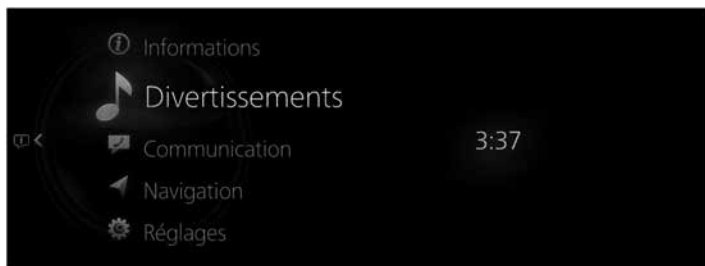 Informations
Divertissements
Communication
3:37
Navigation
Réglages